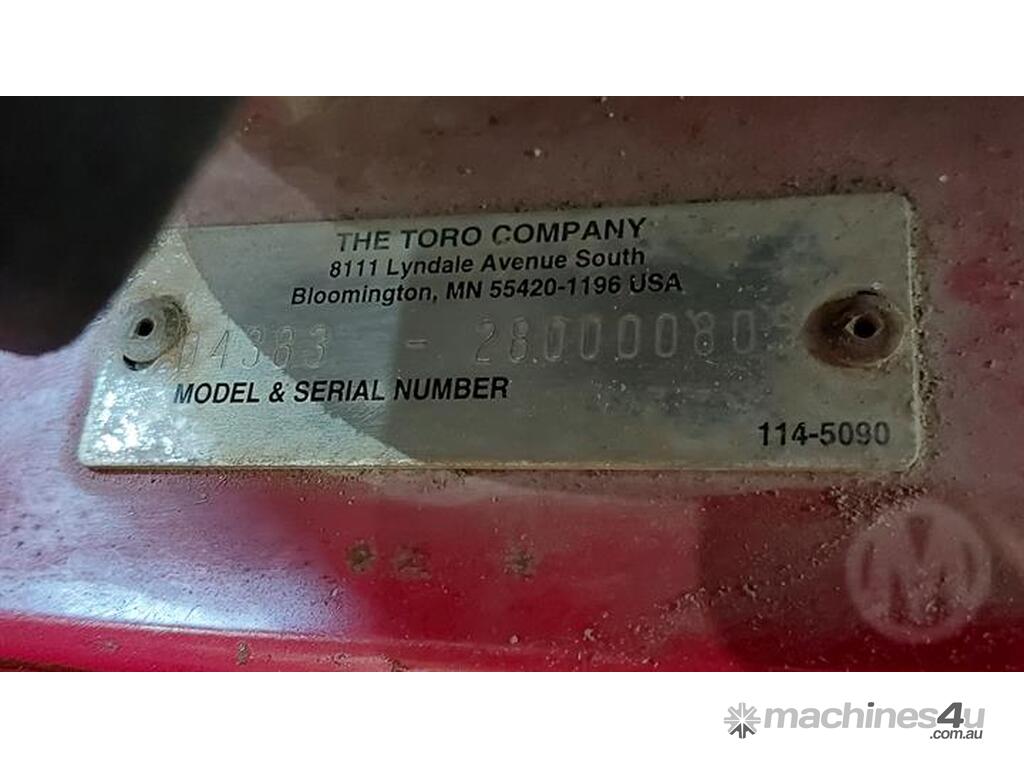 THE TORO COMPANY
8111 Lyndale Avenue South
Bloomington, MN 55420-1196 USA
04383 -
MODEL & SERIAL NUMBER
114-5090
M
machines4u
.com.au